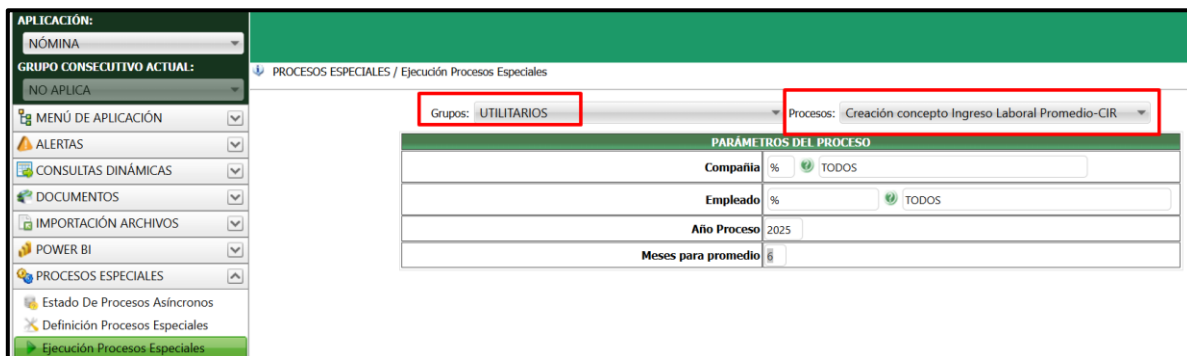 APLICACIÓN:
NÓMINA
GRUPO CONSECUTIVO ACTUAL:
NO APLICA
MENÚ DE APLICACIÓN
ALERTAS
CONSULTAS DINÁMICAS
DOCUMENTOS
IMPORTACIÓN ARCHIVOS
POWER BI
PROCESOS ESPECIALES
Estado De Procesos Asíncronos
Definición Procesos Especiales
Ejecución Procesos Especiales
PROCESOS ESPECIALES / Ejecución Procesos Especiales
Grupos: UTILITARIOS Procesos: Creación concepto Ingreso Laboral Promedio-CIR
PARÁMETROS DEL PROCESO
Compañia % TODOS
Empleado % TODOS
Año Proceso 2025
Meses para promedio 6